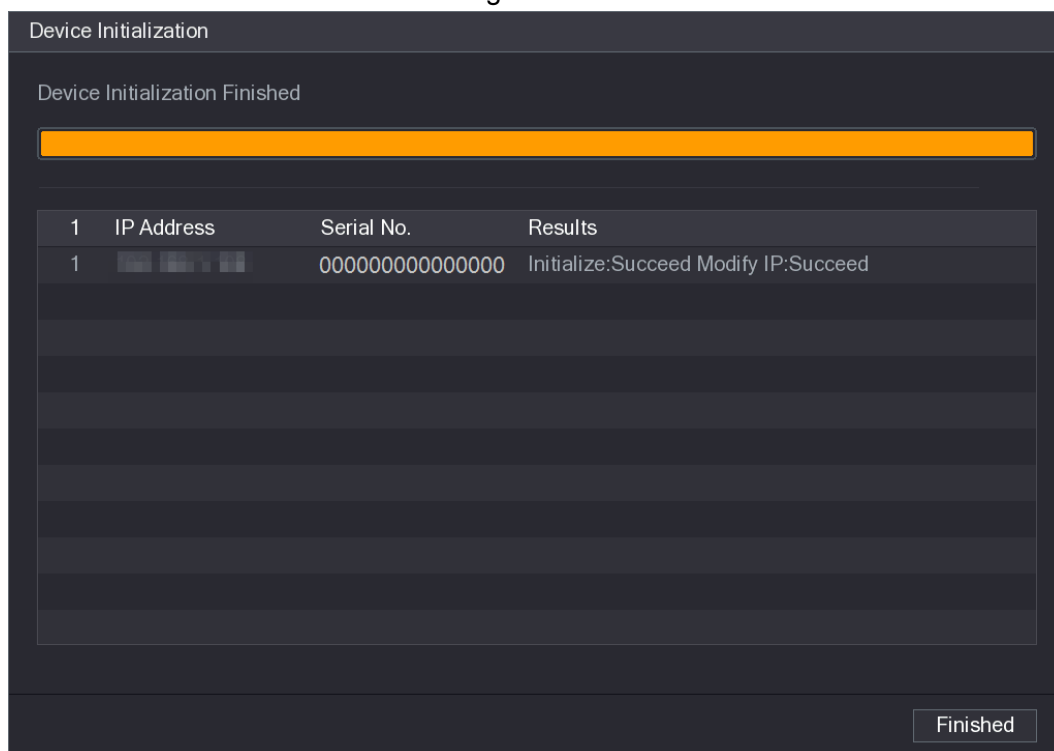 Device Initialization
Device Initialization Finished
1 IP Address Serial No. Results
1 000000000000000 Initialize:Succeed Modify IP:Succeed
Finished